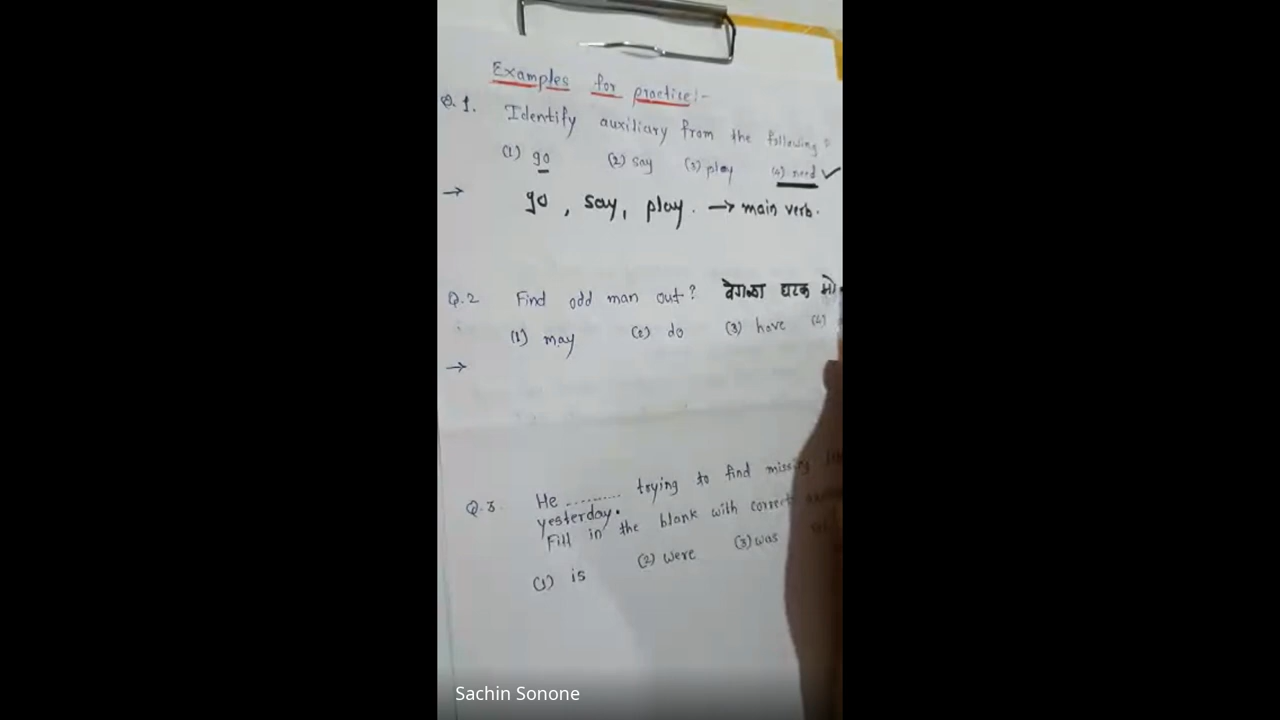 Examples for practice:-
Q.1. Identify auxiliary from the following?
(1) go (2) say (3) play (4) need ✓
→ go, say, play. → main verb.
Q.2 Find odd man out? वेगळा घटक
(1) may (2) do (3) have (4)
→
Q.3. He .......... trying to find missing
yesterday.
Fill in the blank with correct
(1) is (2) were (3) was
Sachin Sonone